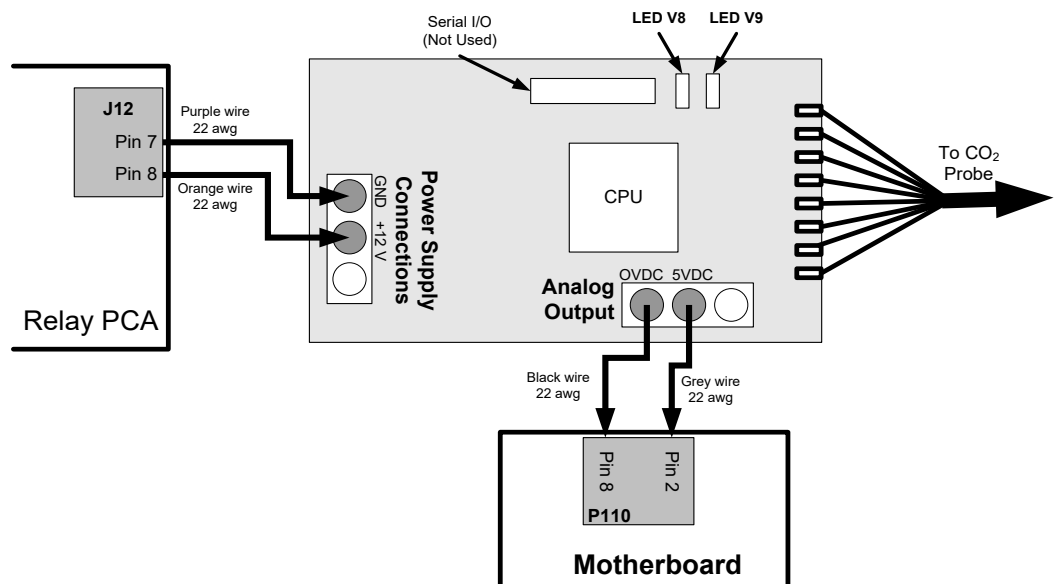 Serial I/O
(Not Used)
LED V8
LED V9
J12
Pin 7
Pin 8
Purple wire
22 awg
Orange wire
22 awg
GND
+12 V
Power Supply
Connections
CPU
To CO₂
Probe
Relay PCA
Analog
Output
OVDC
5VDC
Black wire
22 awg
Grey wire
22 awg
Pin 8
Pin 2
P110
Motherboard